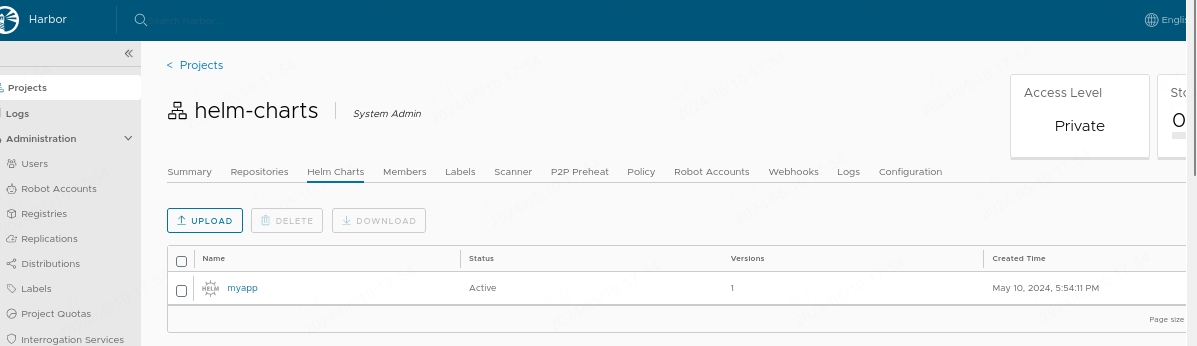 Harbor
Search Harbor...
Englis
Projects
Logs
Administration
Users
Robot Accounts
Registries
Replications
Distributions
Labels
Project Quotas
Interrogation Services
< Projects
helm-charts
System Admin
Access Level
Private
Sto
0
Summary Repositories Helm Charts Members Labels Scanner P2P Preheat Policy Robot Accounts Webhooks Logs Configuration
UPLOAD DELETE DOWNLOAD
Name Status Versions Created Time
HELM myapp Active 1 May 10, 2024, 5:54:11 PM
Page size